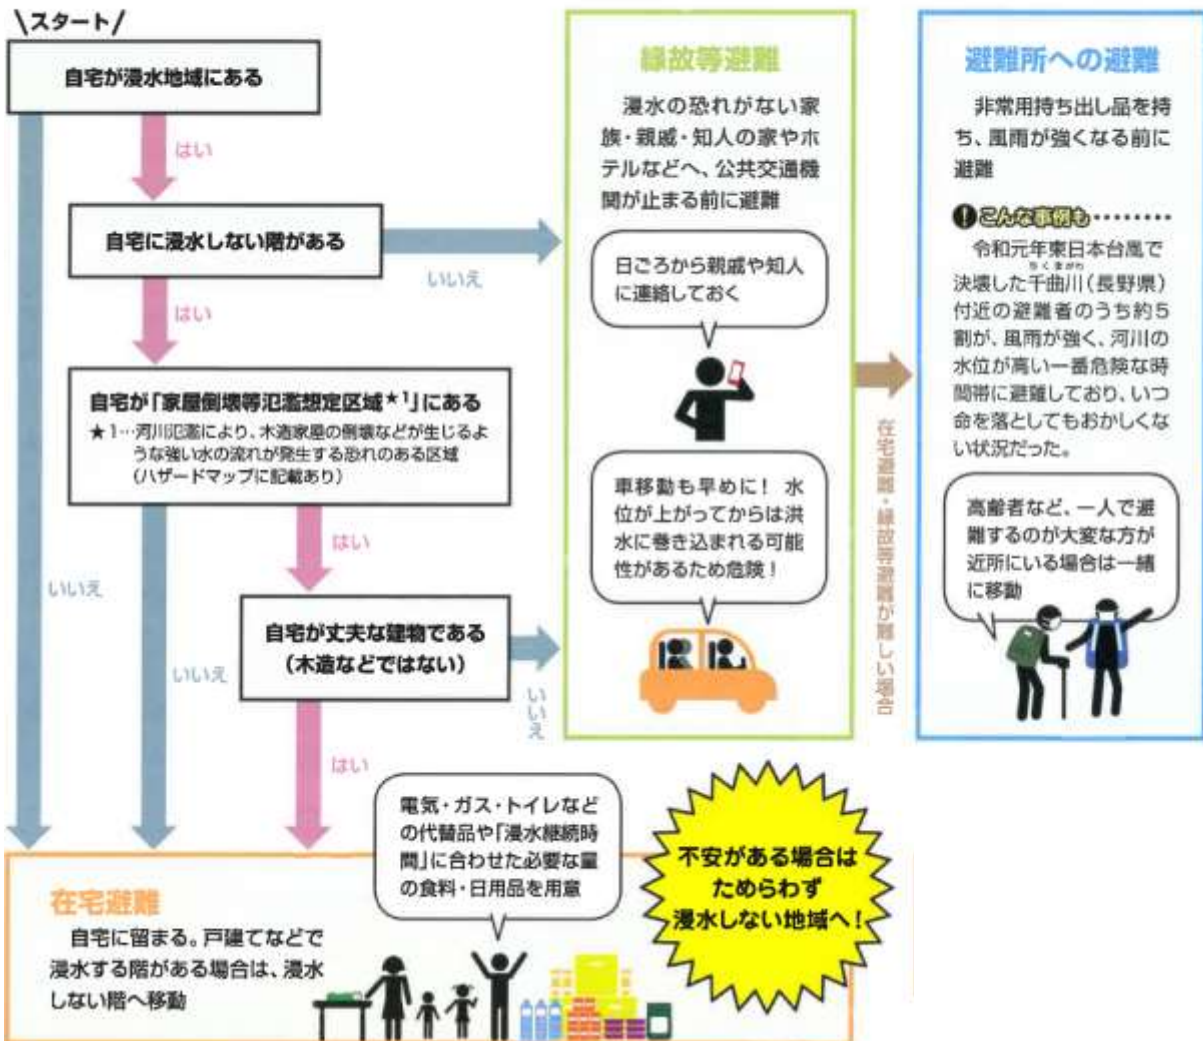 \スタート/
自宅が浸水地域にある
はい
自宅に浸水しない階がある
いいえ
はい
自宅が「家屋倒壊等氾濫想定区域★1」にある
★1…河川氾濫により、木造家屋の倒壊などが生じるよ
うな強い水の流れが発生する恐れのある区域
(ハザードマップに記載あり)
はい
いいえ
いいえ
自宅が丈夫な建物である
(木造などではない)
いいえ
はい
縁故等避難
浸水の恐れがない家
族・親戚・知人の家やホ
テルなどへ、公共交通機
関が止まる前に避難
日ごろから親戚や知人
に連絡しておく
車移動も早めに! 水
位が上がってからは洪
水に巻き込まれる可能
性があるため危険!
在宅避難・縁故等避難が難しい場合
避難所への避難
非常用持ち出し品を持
ち、風雨が強くなる前に
避難
!こんな事例も………
令和元年東日本台風で
ちくまがわ
決壊した千曲川(長野県)
付近の避難者のうち約5
割が、風雨が強く、河川の
水位が高い一番危険な時
間帯に避難しており、いつ
命を落としてもおかしくな
い状況だった。
高齢者など、一人で避
難するのが大変な方が
近所にいる場合は一緒
に移動
在宅避難
自宅に留まる。戸建てなどで
浸水する階がある場合は、浸水
しない階へ移動
電気・ガス・トイレなど
の代替品や「浸水継続時
間」に合わせた必要な量
の食料・日用品を用意
不安がある場合は
ためらわず
浸水しない地域へ!